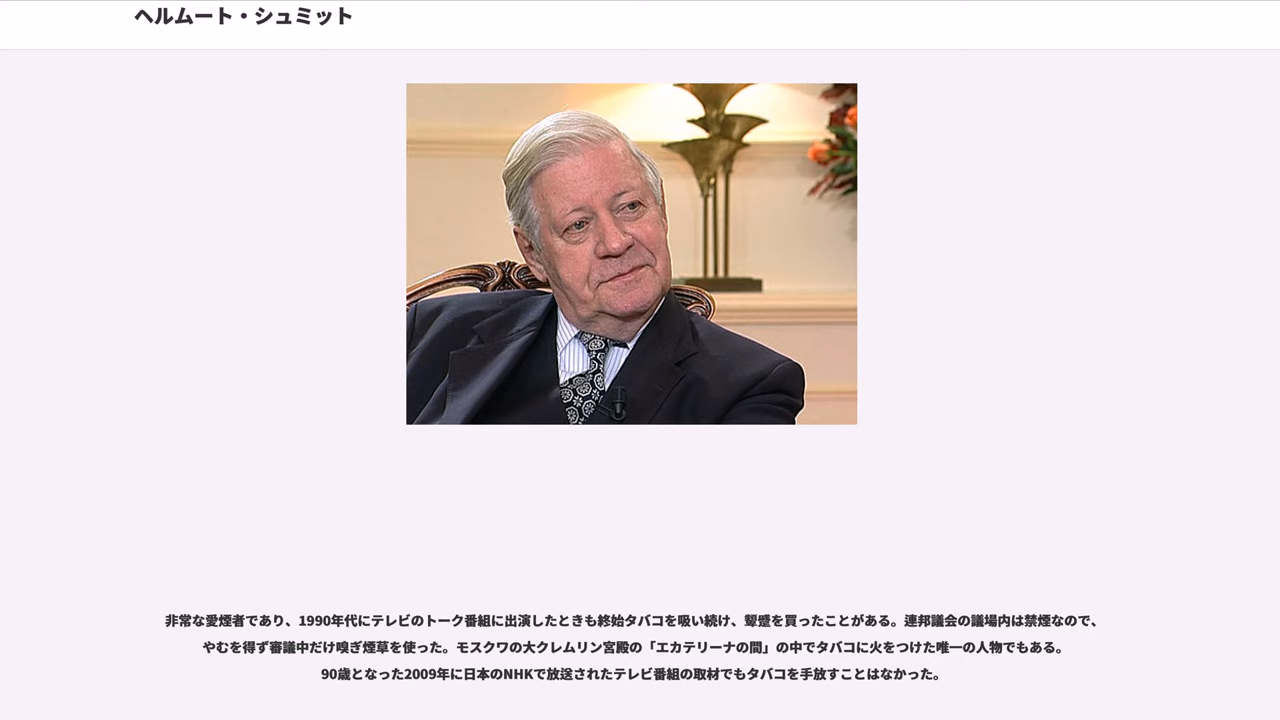 ヘルムート・シュミット
非常な愛煙者であり、1990年代にテレビのトーク番組に出演したときも終始タバコを吸い続け、顰蹙を買ったことがある。連邦議会の議場内は禁煙なので、
やむを得ず審議中だけ嗅ぎ煙草を使った。モスクワの大クレムリン宮殿の「エカテリーナの間」の中でタバコに火をつけた唯一の人物でもある。
90歳となった2009年に日本のNHKで放送されたテレビ番組の取材でもタバコを手放すことはなかった。